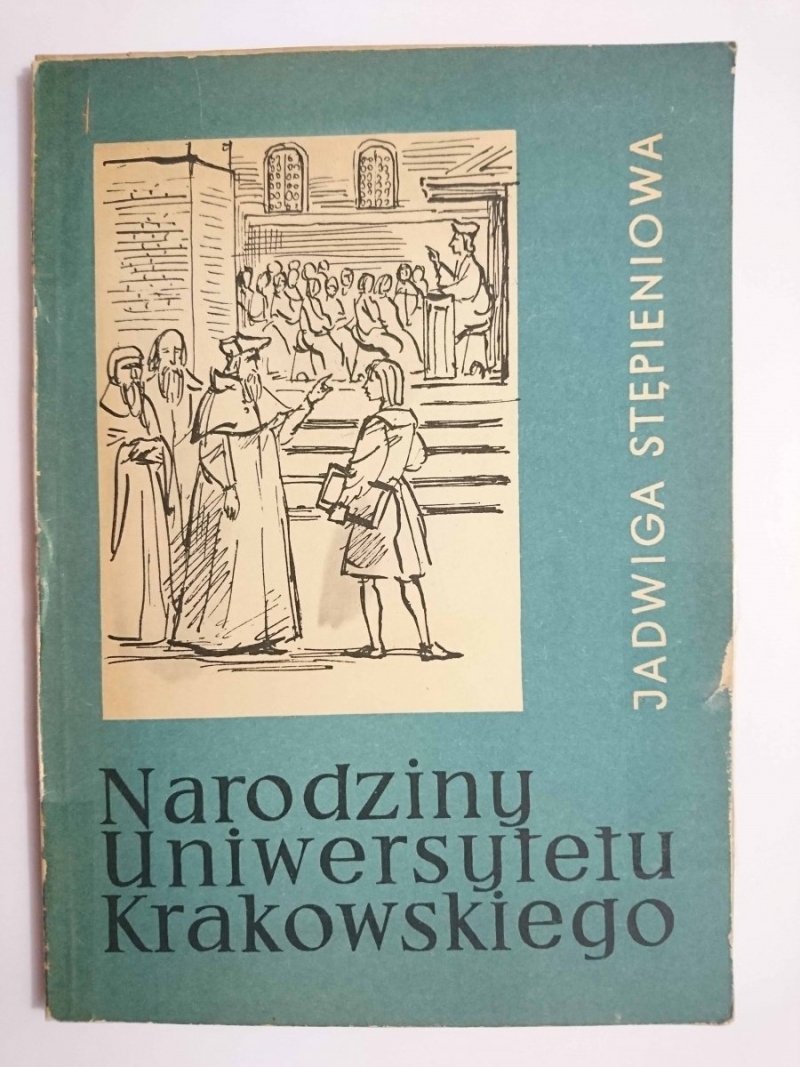 JADWIGA STĘPIENIOWA
Narodziny
Uniwersytetu
Krakowskiego